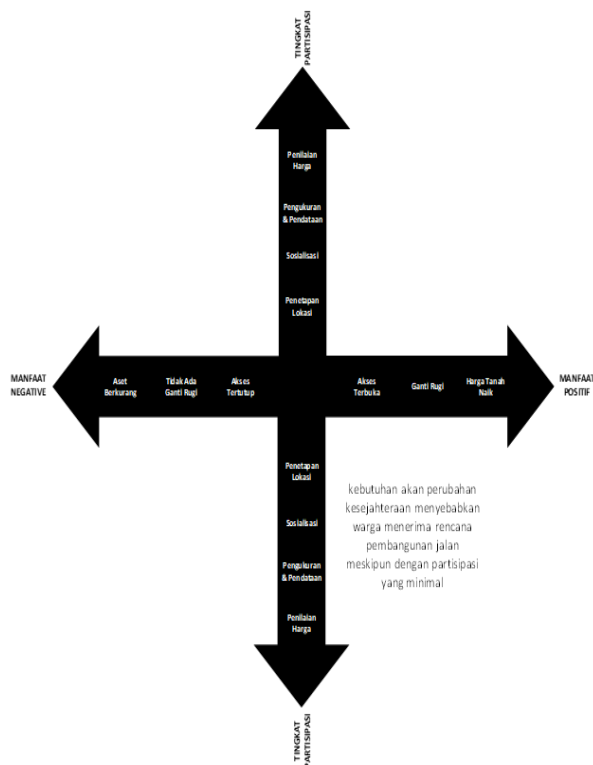 TINGKAT
PARTISIPASI
Penilaian
Harga
Pengukuran
& Pendataan
Sosialisasi
Penetapan
Lokasi
MANFAAT
NEGATIVE
Aset
Berkurang
Tidak Ada
Ganti Rugi
Akses
Tertutup
Akses
Terbuka
Ganti Rugi
Harga Tanah
Naik
MANFAAT
POSITIF
Penetapan
Lokasi
Sosialisasi
Pengukuran
& Pendataan
Penilaian
Harga
kebutuhan akan perubahan
kesejahteraan menyebabkan
warga menerima rencana
pembangunan jalan
meskipun dengan partisipasi
yang minimal
TINGKAT
PARTISIPASI